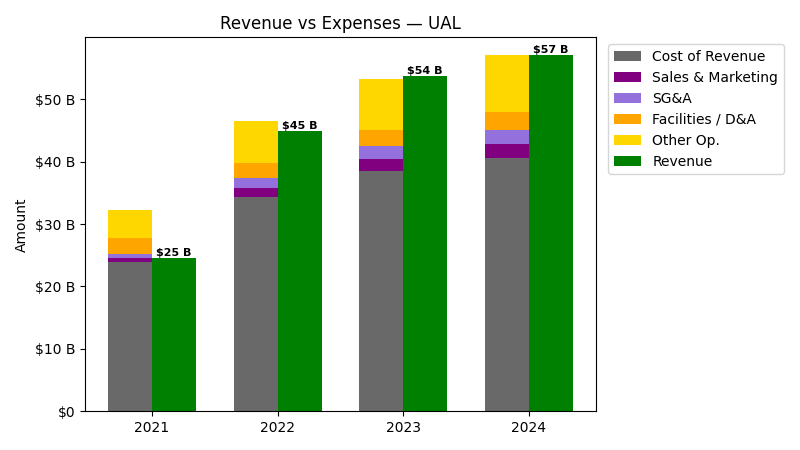 Revenue vs Expenses — UAL
Amount
$50 B
$40 B
$30 B
$20 B
$10 B
$0
$25 B
$45 B
$54 B
$57 B
2021
2022
2023
2024
Cost of Revenue
Sales & Marketing
SG&A
Facilities / D&A
Other Op.
Revenue